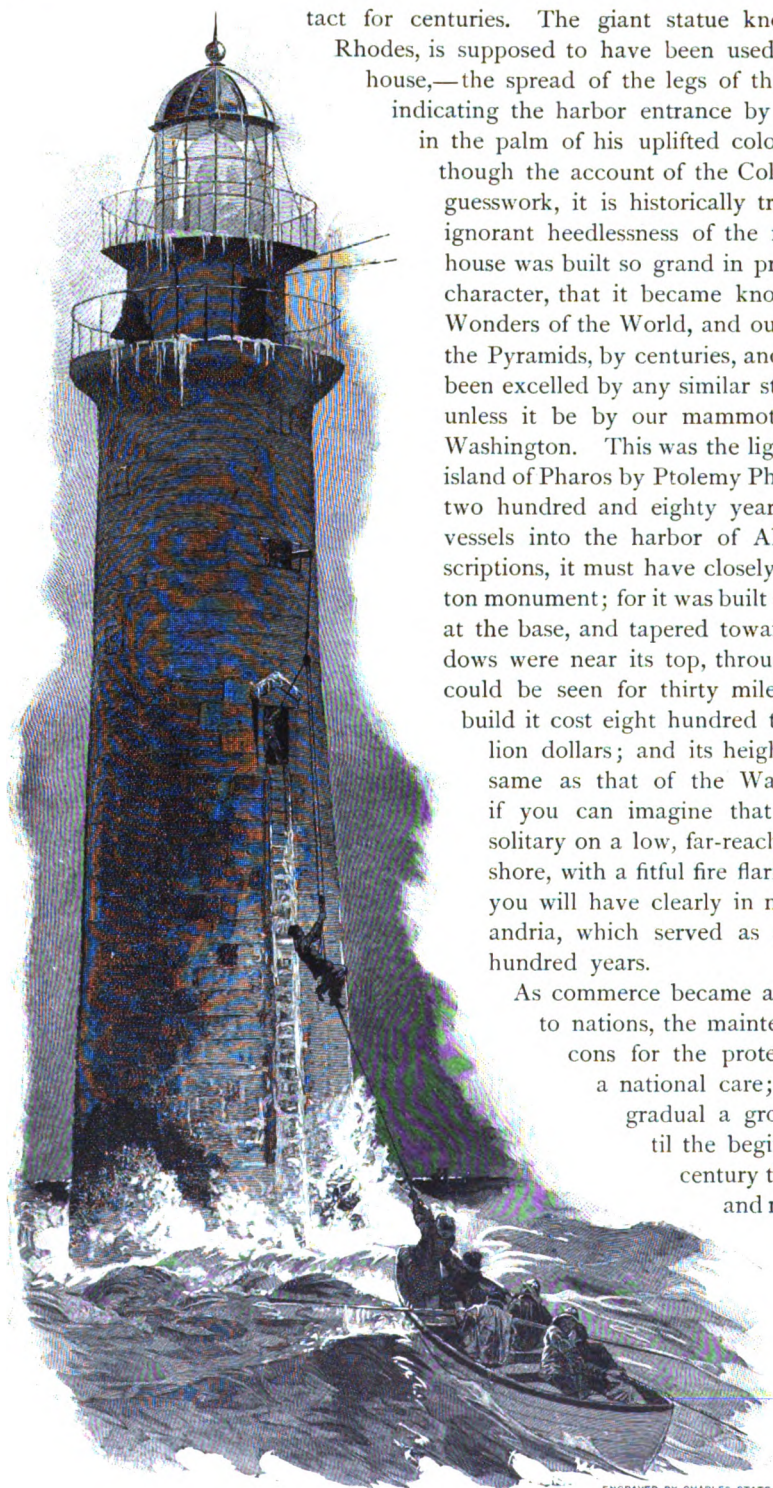 tact for centuries. The giant statue kn
Rhodes, is supposed to have been used
house,—the spread of the legs of th
indicating the harbor entrance by
in the palm of his uplifted colo
though the account of the Col
guesswork, it is historically tr
ignorant heedlessness of the
house was built so grand in pr
character, that it became kno
Wonders of the World, and ou
the Pyramids, by centuries, and
been excelled by any similar st
unless it be by our mammot
Washington. This was the lig
island of Pharos by Ptolemy Ph
two hundred and eighty year
vessels into the harbor of Al
scriptions, it must have closely
ton monument; for it was built
at the base, and tapered towa
dows were near its top, throu
could be seen for thirty mile
build it cost eight hundred t
lion dollars; and its heigh
same as that of the Wa
if you can imagine that
solitary on a low, far-reach
shore, with a fitful fire flar
you will have clearly in
andria, which served as
hundred years.
As commerce became a
to nations, the mainte
cons for the prote
a national care;
gradual a gro
til the begi
century t
and
ENGRAVED BY CHARLES STATE